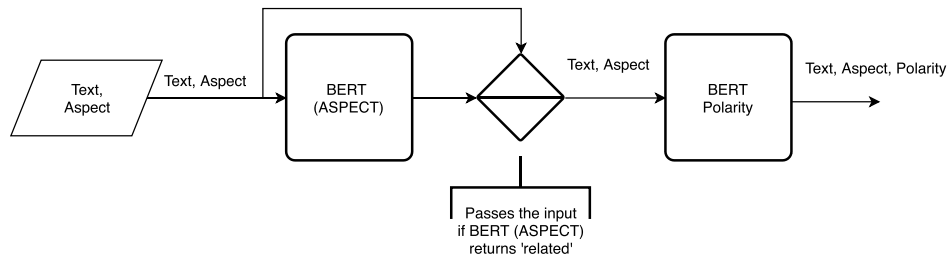 Text,
Aspect
Text, Aspect
BERT
(ASPECT)
Text, Aspect
BERT
Polarity
Text, Aspect, Polarity
Passes the input
if BERT (ASPECT)
returns 'related'